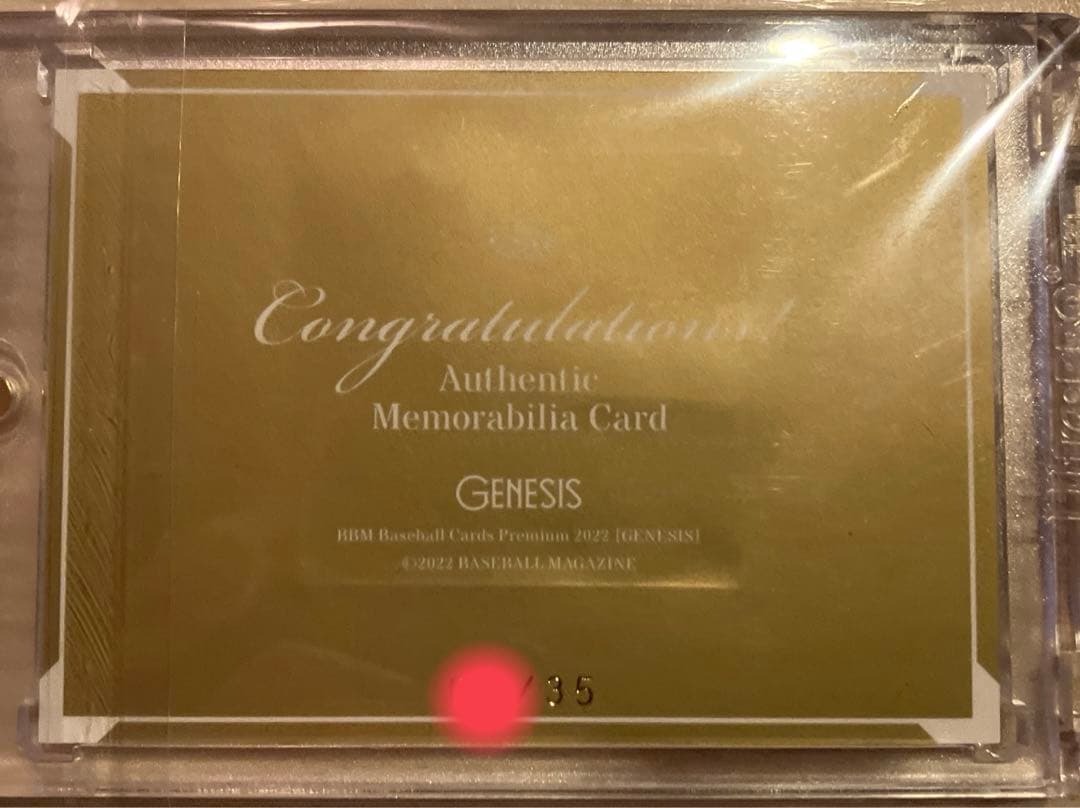 Congratulations!
Authentic
Memorabilia Card
GENESIS
BBM Baseball Cards Premium 2022 [GENESIS]
©2022 BASEBALL MAGAZINE
/35